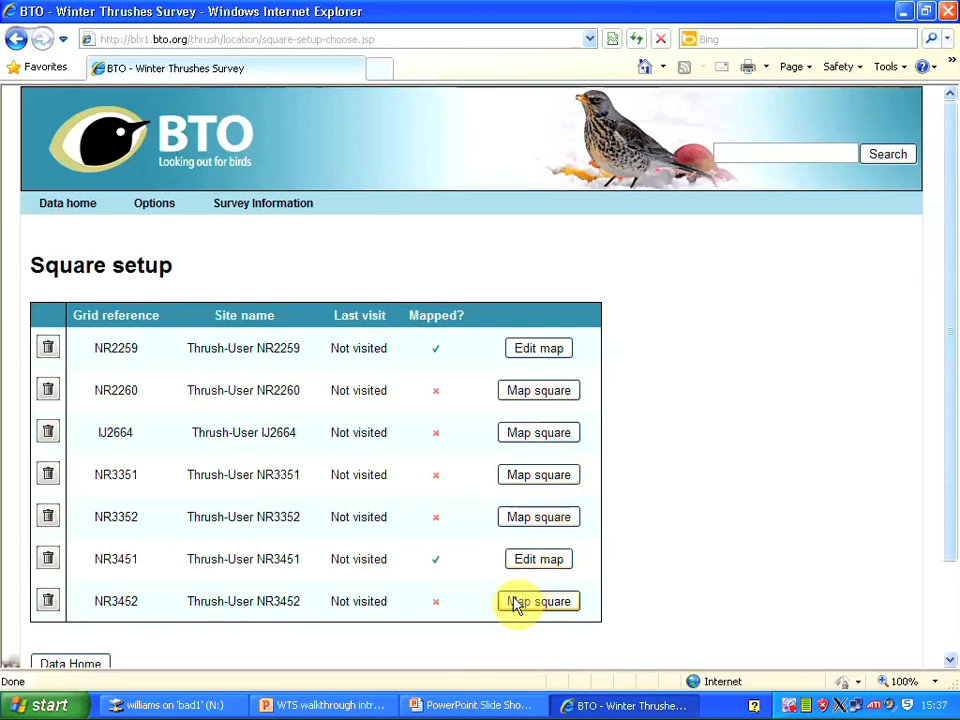 BTO - Winter Thrushes Survey - Windows Internet Explorer
http://blx1.bto.org/thrush/location/square-setup-choose.jsp
Bing
Favorites
BTO - Winter Thrushes Survey
Page
Safety
Tools
»
BTO
Looking out for birds
Search
Data home
Options
Survey Information
Square setup
Grid reference Site name Last visit Mapped?
NR2259 Thrush-User NR2259 Not visited Edit map
NR2260 Thrush-User NR2260 Not visited Map square
IJ2664 Thrush-User IJ2664 Not visited Map square
NR3351 Thrush-User NR3351 Not visited Map square
NR3352 Thrush-User NR3352 Not visited Map square
NR3451 Thrush-User NR3451 Not visited Edit map
NR3452 Thrush-User NR3452 Not visited Map square
Data Home
Done
Internet
100%
start
williams on 'bad1' (N:)
WTS walkthrough intr...
PowerPoint Slide Sho...
BTO - Winter Thrushe...
15:37